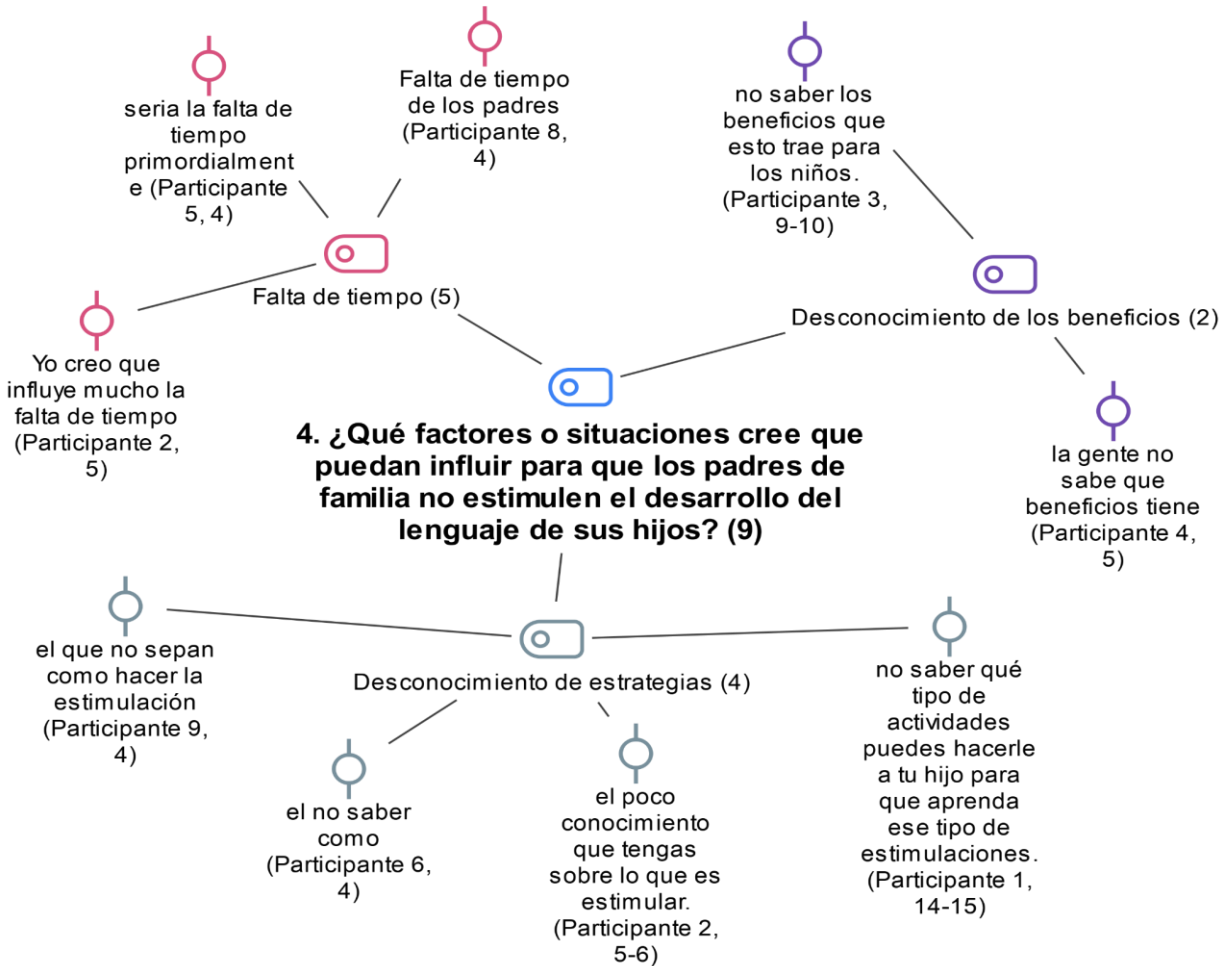 seria la falta de
tiempo
primordialment
e (Participante
5, 4)
Falta de tiempo
de los padres
(Participante 8,
4)
no saber los
beneficios que
esto trae para
los niños.
(Participante 3,
9-10)
Falta de tiempo (5)
Desconocimiento de los beneficios (2)
Yo creo que
influye mucho la
falta de tiempo
(Participante 2,
5)
4. ¿Qué factores o situaciones cree que
puedan influir para que los padres de
familia no estimulen el desarrollo del
lenguaje de sus hijos? (9)
la gente no
sabe que
beneficios tiene
(Participante 4,
5)
Desconocimiento de estrategias (4)
el que no sepan
como hacer la
estimulación
(Participante 9,
4)
el no saber
como
(Participante 6,
4)
el poco
conocimiento
que tengas
sobre lo que es
estimular.
(Participante 2,
5-6)
no saber qué
tipo de
actividades
puedes hacerle
a tu hijo para
que aprenda
ese tipo de
estimulaciones.
(Participante 1,
14-15)